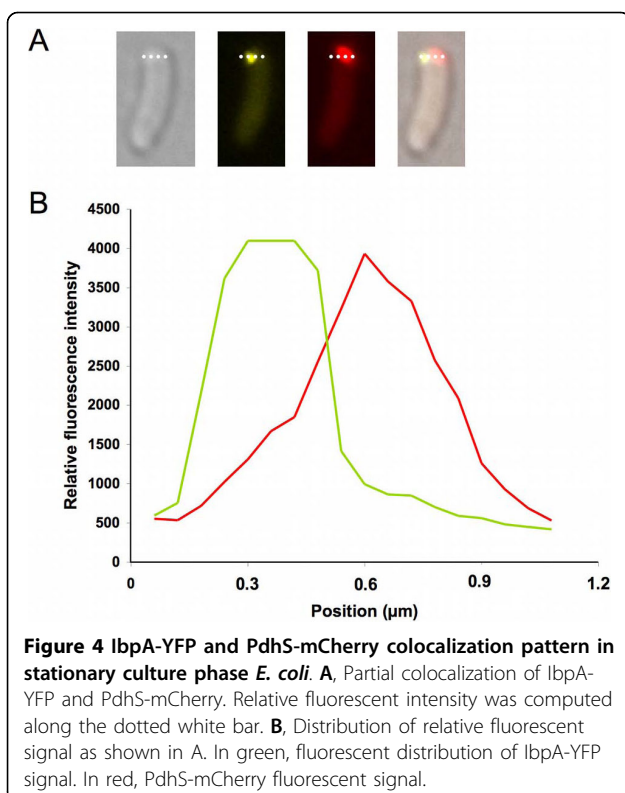 A
B
4500
4000
3500
3000
2500
2000
1500
1000
500
0
Relative fluorescence intensity
0
0.3
0.6
0.9
1.2
Position (µm)
Figure 4 IbpA-YFP and PdhS-mCherry colocalization pattern in
stationary culture phase E. coli. A, Partial colocalization of IbpA-
YFP and PdhS-mCherry. Relative fluorescent intensity was computed
along the dotted white bar. B, Distribution of relative fluorescent
signal as shown in A. In green, fluorescent distribution of IbpA-YFP
signal. In red, PdhS-mCherry fluorescent signal.